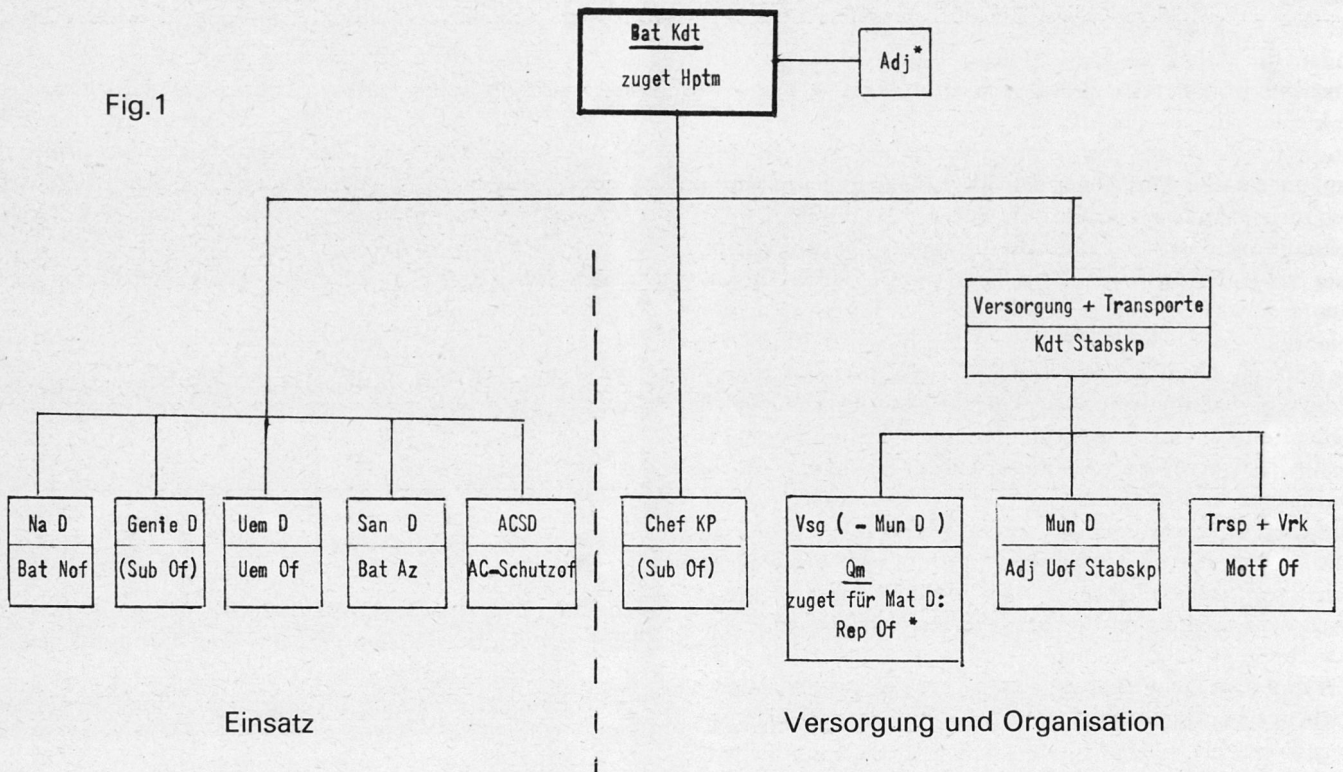 Bat Kdt
zuget Hptm
Adj*
Fig.1
Versorgung + Transporte
Kdt Stabskp
Na D
Bat Nof
Genie D
(Sub Of)
Uem D
Uem Of
San D
Bat Az
ACSD
AC-Schutzof
Chef KP
(Sub Of)
Vsg ( - Mun D )
Qm
zuget für Mat D:
Rep Of *
Mun D
Adj Uof Stabskp
Trsp + Vrk
Motf Of
Einsatz
Versorgung und Organisation